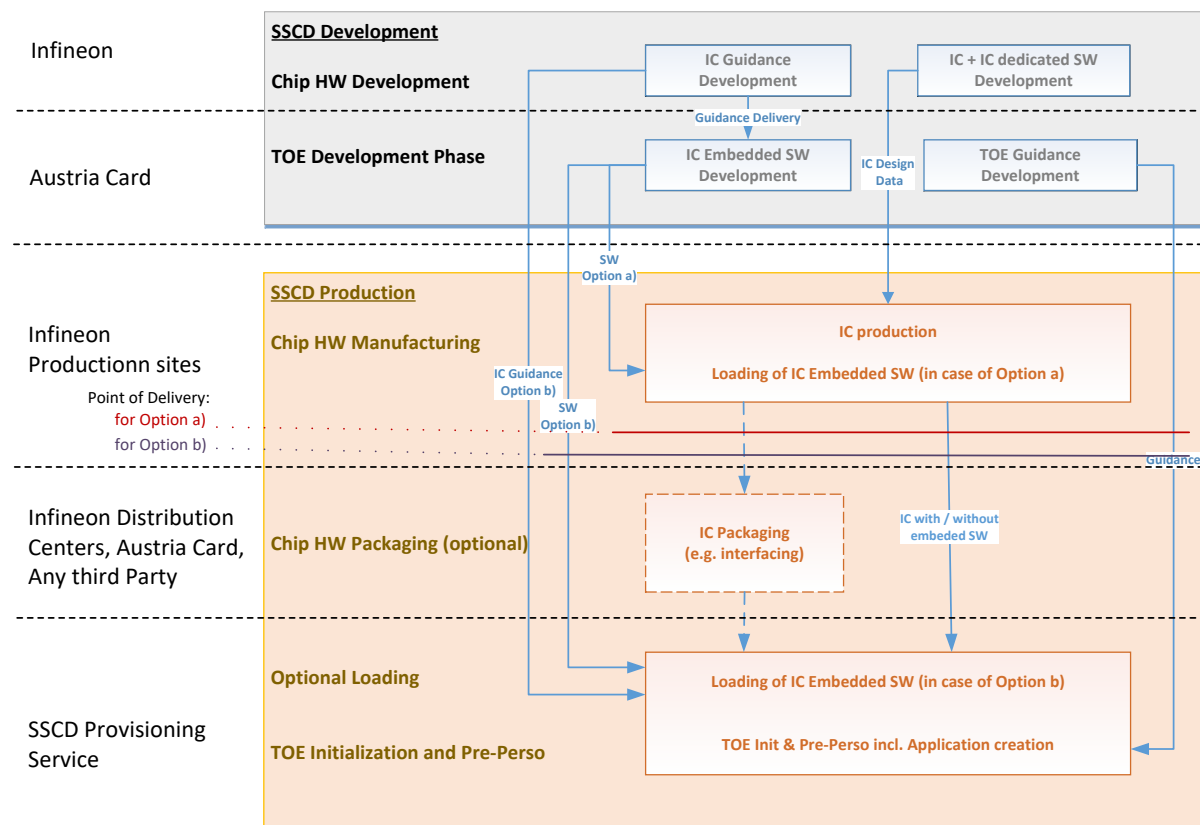 SSCD Development
Infineon
IC Guidance
Development
IC + IC dedicated SW
Development
Chip HW Development
Guidance Delivery
TOE Development Phase
IC Embedded SW
Development
IC Design
Data
TOE Guidance
Development
Austria Card
SW
Option a)
SSCD Production
Infineon
Productionn sites
Chip HW Manufacturing
IC production
Loading of IC Embedded SW (in case of Option a)
IC Guidance
Option b)
Point of Delivery:
for Option a)
for Option b)
SW
Option b)
Guidance
Infineon Distribution
Centers, Austria Card,
Any third Party
Chip HW Packaging (optional)
IC Packaging
(e.g. interfacing)
IC with / without
embeded SW
Optional Loading
Loading of IC Embedded SW (in case of Option b)
SSCD Provisioning
Service
TOE Initialization and Pre-Perso
TOE Init & Pre-Perso incl. Application creation